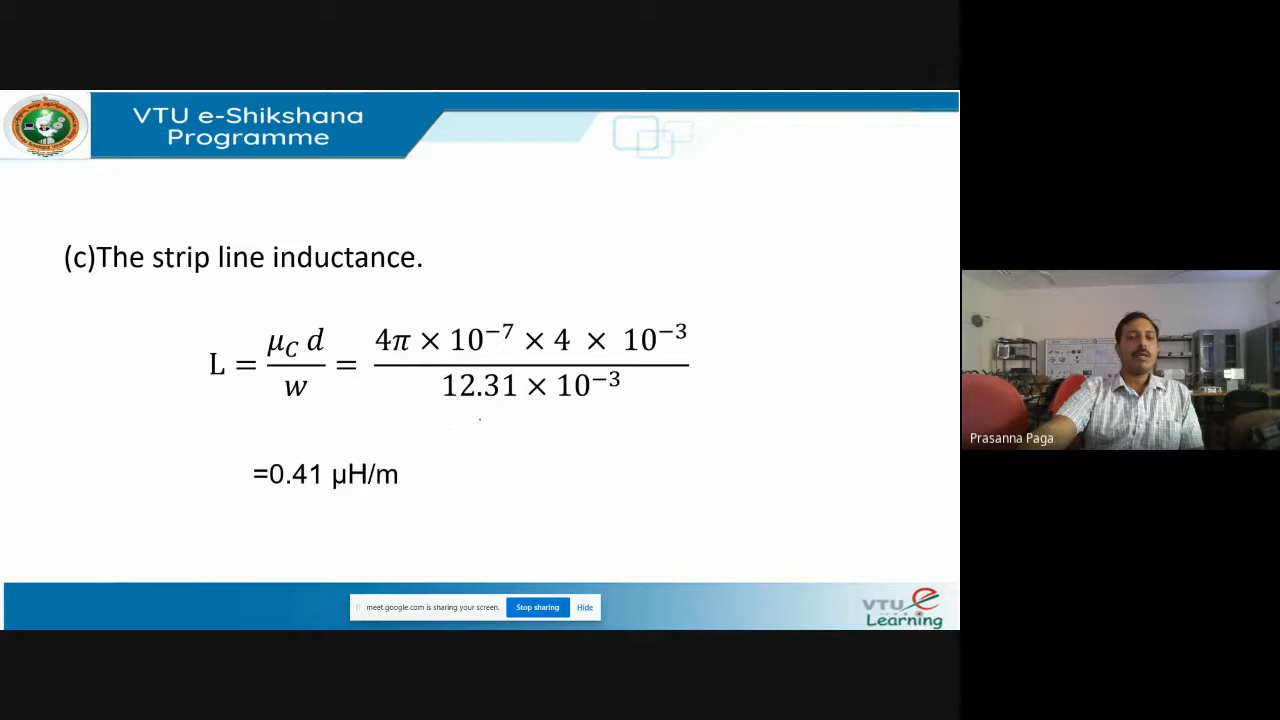 VTU e-Shikshana
Programme
(c)The strip line inductance.
L = μ_C d / w = 4π × 10⁻⁷ × 4 × 10⁻³ / 12.31 × 10⁻³
=0.41 μH/m
Prasanna Paga
meet.google.com is sharing your screen.
Stop sharing
Hide
VTU e
Learning